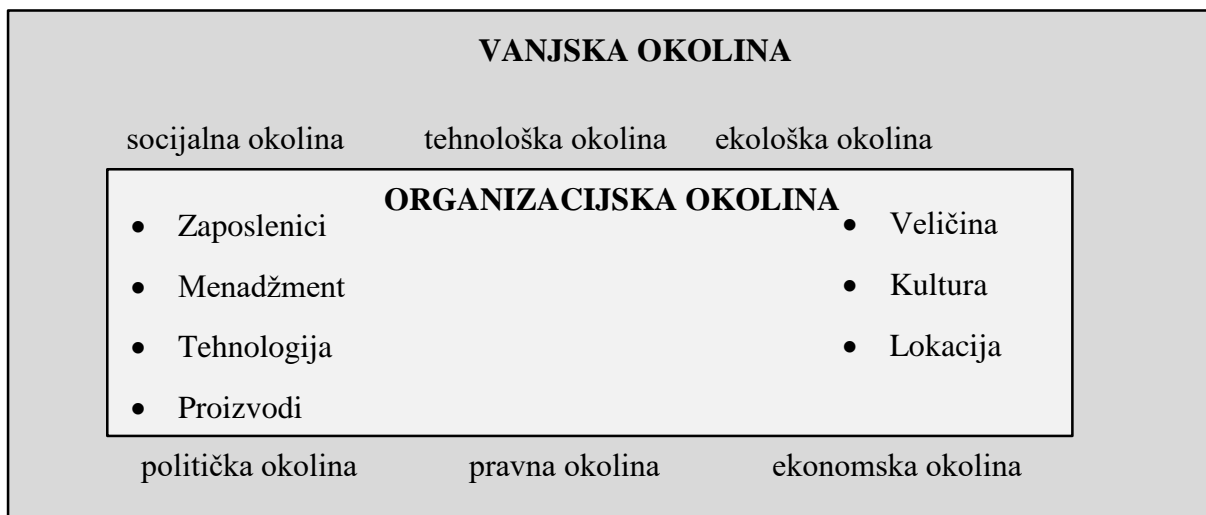 VANJSKA OKOLINA
socijalna okolina tehnološka okolina ekološka okolina
ORGANIZACIJSKA OKOLINA
• Zaposlenici
• Menadžment
• Tehnologija
• Proizvodi
• Veličina
• Kultura
• Lokacija
politička okolina pravna okolina ekonomska okolina